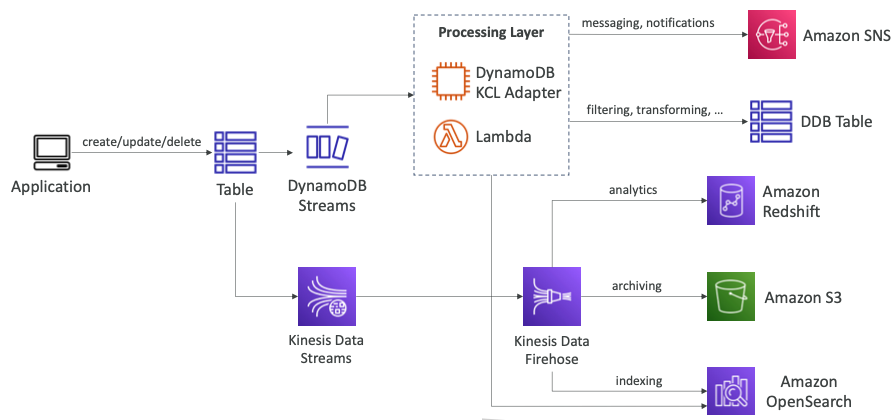 Processing Layer
DynamoDB
KCL Adapter
Lambda
messaging, notifications
Amazon SNS
filtering, transforming, ...
DDB Table
create/update/delete
Application
Table
DynamoDB
Streams
analytics
Amazon
Redshift
Kinesis Data
Streams
Kinesis Data
Firehose
archiving
Amazon S3
indexing
Amazon
OpenSearch